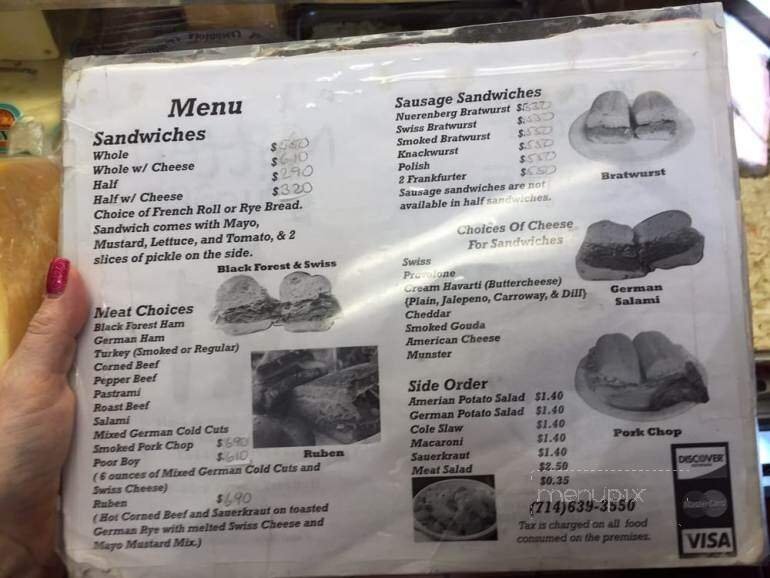 Menu
Sandwiches
Whole $5.50
Whole w/ Cheese $6.10
Half $2.90
Half w/ Cheese $3.20
Choice of French Roll or Rye Bread.
Sandwich comes with Mayo,
Mustard, Lettuce, and Tomato, & 2
slices of pickle on the side.
Black Forest & Swiss
Meat Choices
Black Forest Ham
German Ham
Turkey (Smoked or Regular)
Corned Beef
Pepper Beef
Pastrami
Roast Beef
Salami
Mixed German Cold Cuts
Smoked Pork Chop $6.90
Poor Boy $6.10
( 6 ounces of Mixed German Cold Cuts and
Swiss Cheese)
Ruben $6.90
( Hot Corned Beef and Sauerkraut on toasted
German Rye with melted Swiss Cheese and
Mayo Mustard Mix.)
Ruben
Sausage Sandwiches
Nuerenberg Bratwurst
Swiss Bratwurst
Smoked Bratwurst
Knackwurst
Polish
2 Frankfurter
Sausage sandwiches are not
available in half sandwiches.
Bratwurst
Choices Of Cheese
For Sandwiches
Swiss
Provolone
Cream Havarti (Buttercheese)
{Plain, Jalepeno, Carroway, & Dill}
Cheddar
Smoked Gouda
American Cheese
Munster
German
Salami
Side Order
Amerian Potato Salad $1.40
German Potato Salad $1.40
Cole Slaw $1.40
Macaroni $1.40
Sauerkraut $1.40
Meat Salad $2.50
$0.35
Pork Chop
menupix
(714)639-3550
Tax is charged on all food
consumed on the premises.
DISCOVER
MasterCard
VISA